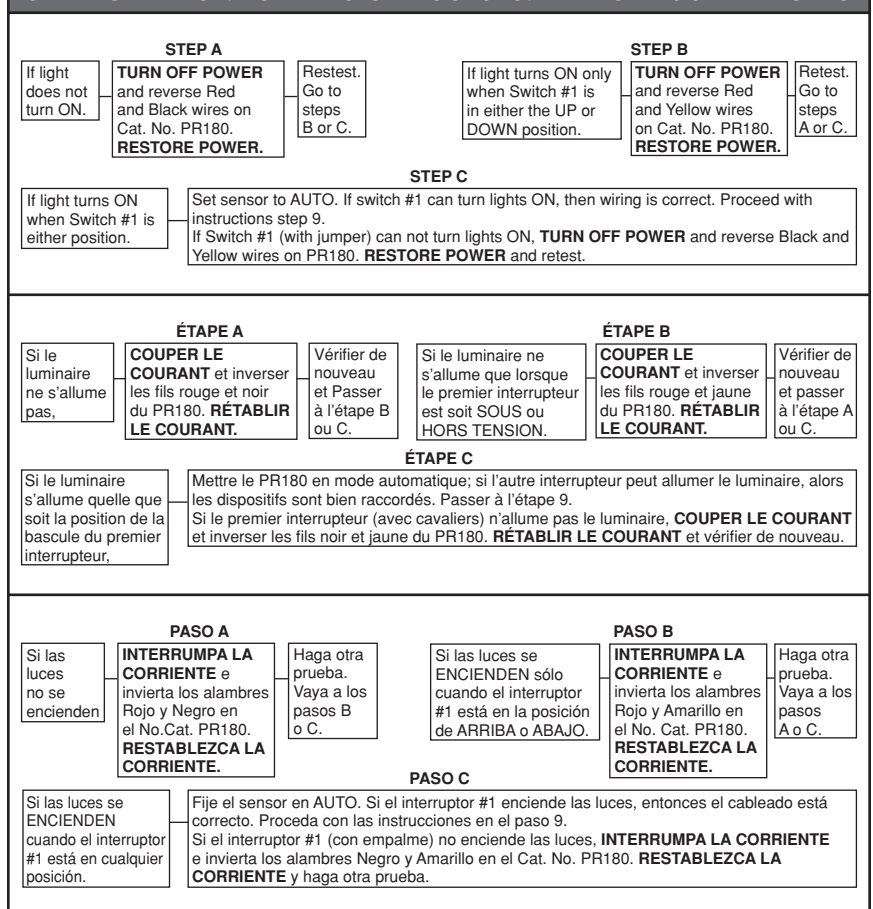 STEP A
If light
does not
turn ON.
TURN OFF POWER
and reverse Red
and Black wires on
Cat. No. PR180.
RESTORE POWER.
Restest.
Go to
steps
B or C.
STEP B
If light turns ON only
when Switch #1 is
in either the UP or
DOWN position.
TURN OFF POWER
and reverse Red
and Yellow wires
on Cat. No. PR180.
RESTORE POWER.
Retest.
Go to
steps
A or C.
STEP C
If light turns ON
when Switch #1 is
either position.
Set sensor to AUTO. If switch #1 can turn lights ON, then wiring is correct. Proceed with
instructions step 9.
If Switch #1 (with jumper) can not turn lights ON, TURN OFF POWER and reverse Black and
Yellow wires on PR180. RESTORE POWER and retest.
ÉTAPE A
Si le
luminaire
ne s'allume
pas,
COUPER LE
COURANT et inverser
les fils rouge et noir
du PR180. RÉTABLIR
LE COURANT.
Vérifier de
nouveau
et Passer
à l'étape B
ou C.
ÉTAPE B
Si le luminaire ne
s'allume que lorsque
le premier interrupteur
est soit SOUS ou
HORS TENSION.
COUPER LE
COURANT et inverser
les fils rouge et jaune
du PR180. RÉTABLIR
LE COURANT.
Vérifier de
nouveau
et passer
à l'étape A
ou C.
ÉTAPE C
Si le luminaire
s'allume quelle que
soit la position de la
bascule du premier
interrupteur,
Mettre le PR180 en mode automatique; si l'autre interrupteur peut allumer le luminaire, alors
les dispositifs sont bien raccordés. Passer à l'étape 9.
Si le premier interrupteur (avec cavaliers) n'allume pas le luminaire, COUPER LE COURANT
et inverser les fils noir et jaune du PR180. RÉTABLIR LE COURANT et vérifier de nouveau.
PASO A
Si las
luces
no se
encienden
INTERRUMPA LA
CORRIENTE e
invierta los alambres
Rojo y Negro en
el No.Cat. PR180.
RESTABLEZCA LA
CORRIENTE.
Haga otra
prueba.
Vaya a los
pasos B
o C.
PASO B
Si las luces se
ENCIENDEN sólo
cuando el interruptor
#1 está en la posición
de ARRIBA o ABAJO.
INTERRUMPA LA
CORRIENTE e
invierta los alambres
Rojo y Amarillo en
el No. Cat. PR180.
RESTABLEZCA LA
CORRIENTE.
Haga otra
prueba.
Vaya a los
pasos
A o C.
PASO C
Si las luces se
ENCIENDEN
cuando el interruptor
#1 está en cualquier
posición.
Fije el sensor en AUTO. Si el interruptor #1 enciende las luces, entonces el cableado está
correcto. Proceda con las instrucciones en el paso 9.
Si el interruptor #1 (con empalme) no enciende las luces, INTERRUMPA LA CORRIENTE
e invierta los alambres Negro y Amarillo en el Cat. No. PR180. RESTABLEZCA LA
CORRIENTE y haga otra prueba.